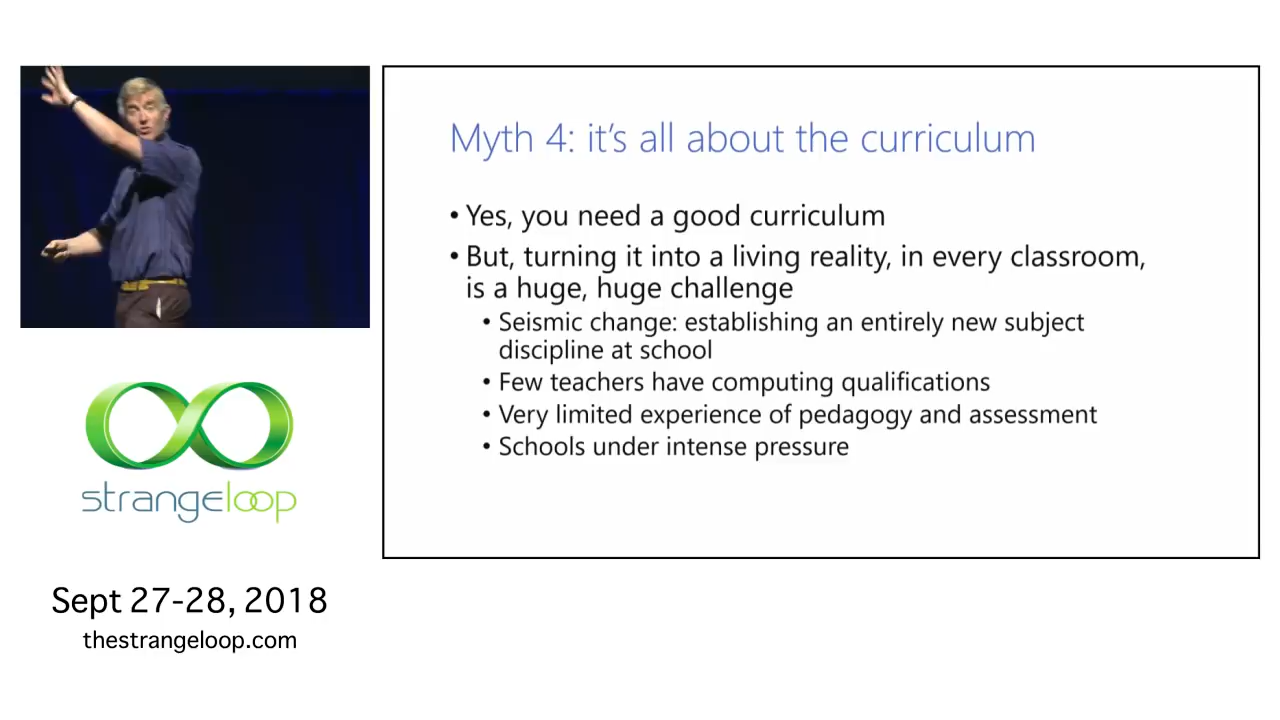 Myth 4: it's all about the curriculum
• Yes, you need a good curriculum
• But, turning it into a living reality, in every classroom,
is a huge, huge challenge
• Seismic change: establishing an entirely new subject
discipline at school
• Few teachers have computing qualifications
• Very limited experience of pedagogy and assessment
• Schools under intense pressure
strangeloop
Sept 27-28, 2018
thestrangeloop.com